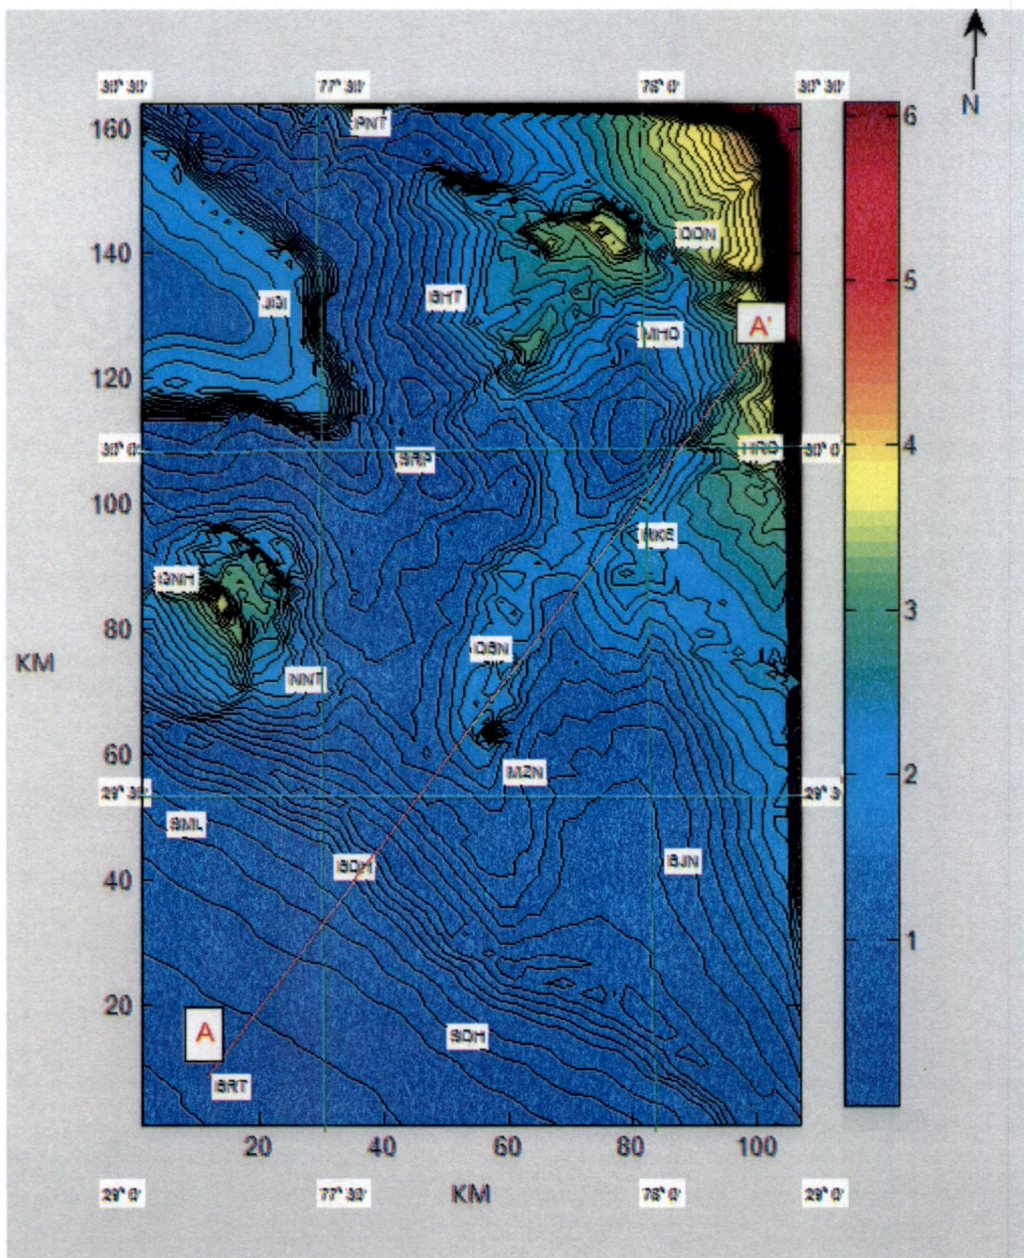 N
30° 30' 77° 30' 78° 0' 30° 30'
160
PNT
6
140
DDN
5
JIDI
BHT
MHD
A'
120
30° 0' 30° 0'
SRP
HRD
4
100
RKE
GNH
3
80
KM
DBN
NNT
60
MZN
2
29° 30' 29° 3
SML
BDH
BJN
40
1
20
A
SDH
BRT
20 40 60 80 100
29° 0' 77° 30' KM 78° 0' 29° 0'